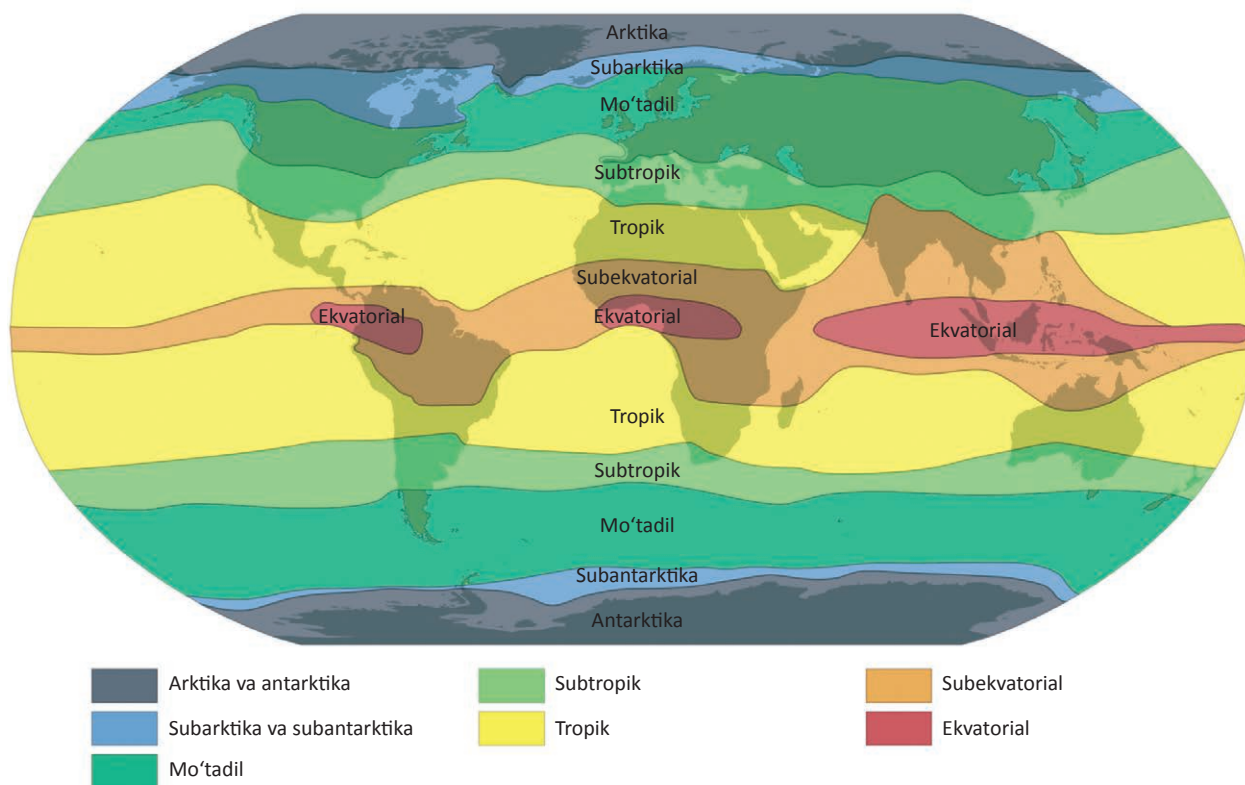 Arktika
Subarktika
Mo‘tadil
Subtropik
Tropik
Subekvatorial
Ekvatorial
Ekvatorial
Ekvatorial
Tropik
Subtropik
Mo‘tadil
Subantarktika
Antarktika
Arktika va antarktika
Subarktika va subantarktika
Mo‘tadil
Subtropik
Tropik
Subekvatorial
Ekvatorial